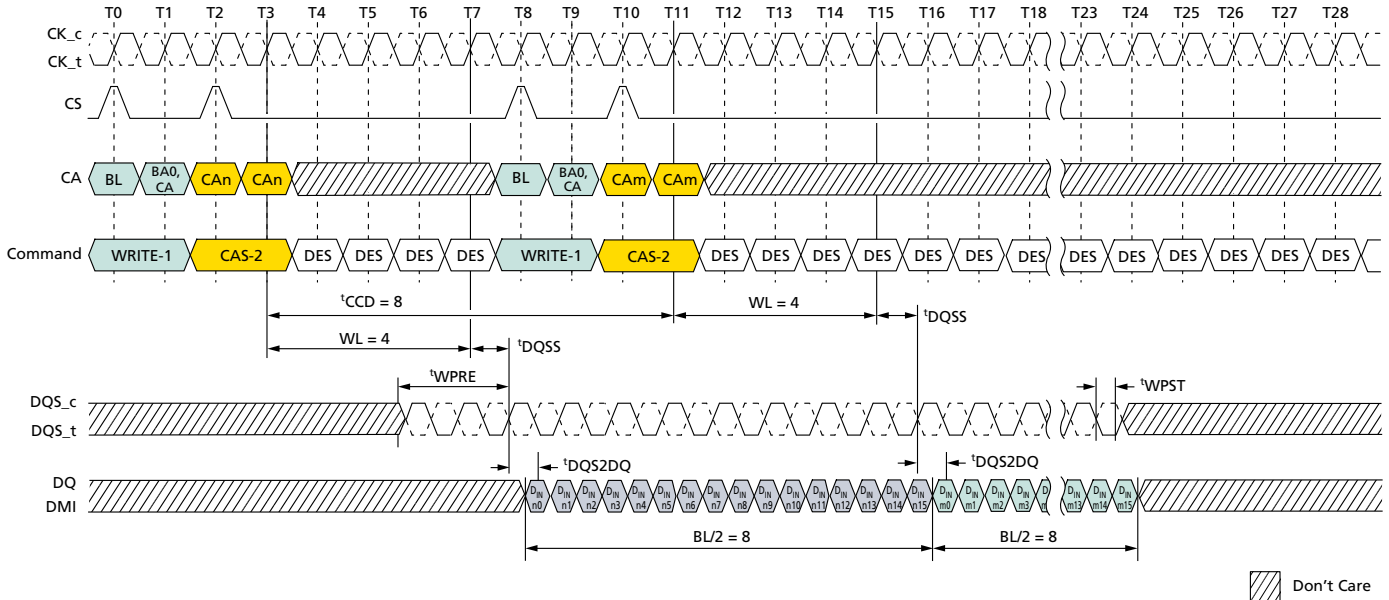 T0 T1 T2 T3 T4 T5 T6 T7 T8 T9 T10 T11 T12 T13 T14 T15 T16 T17 T18 T23 T24 T25 T26 T27 T28
CK_c
CK_t
CS
CA BL BA0, CA CAn CAn BL BA0, CA CAm CAm
Command WRITE-1 CAS-2 DES DES DES DES WRITE-1 CAS-2 DES DES DES DES DES DES DES DES DES DES DES DES DES
tCCD = 8 WL = 4 tDQSS
WL = 4 tDQSS
tWPRE tWPST
DQS_c
DQS_t
tDQS2DQ tDQS2DQ
DQ
DMI
DIN n0 DIN n1 DIN n2 DIN n3 DIN n4 DIN n5 DIN n6 DIN n7 DIN n8 DIN n9 DIN n10 DIN n11 DIN n12 DIN n13 DIN n14 DIN n15 DIN m0 DIN m1 DIN m2 DIN m3 DIN m13 DIN m14 DIN m15
BL/2 = 8 BL/2 = 8
Don't Care